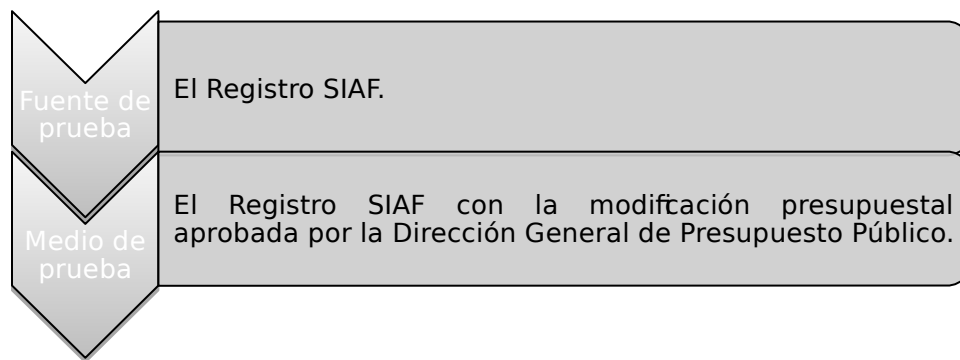 Fuente de
prueba
El Registro SIAF.
Medio de
prueba
El Registro SIAF con la modificación presupuestal
aprobada por la Dirección General de Presupuesto Público.